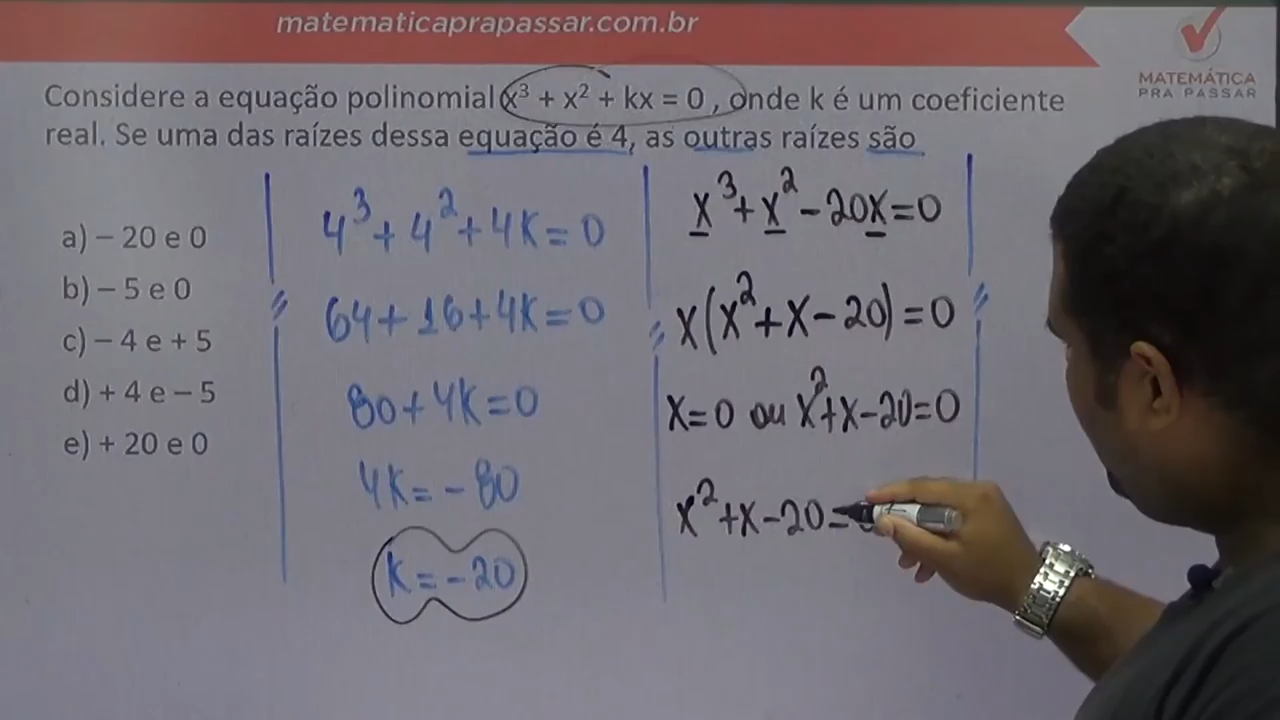 matematicaprapassar.com.br
MATEMÁTICA
PRA PASSAR
Considere a equação polinomial x³ + x² + kx = 0 , onde k é um coeficiente
real. Se uma das raízes dessa equação é 4, as outras raízes são
a) – 20 e 0
b) – 5 e 0
c) – 4 e + 5
d) + 4 e – 5
e) + 20 e 0
4³ + 4² + 4K = 0
64 + 16 + 4K = 0
80 + 4K = 0
4K = - 80
K = - 20
x³ + x² - 20x = 0
x(x² + x - 20) = 0
x = 0 ou x² + x - 20 = 0
x² + x - 20 =